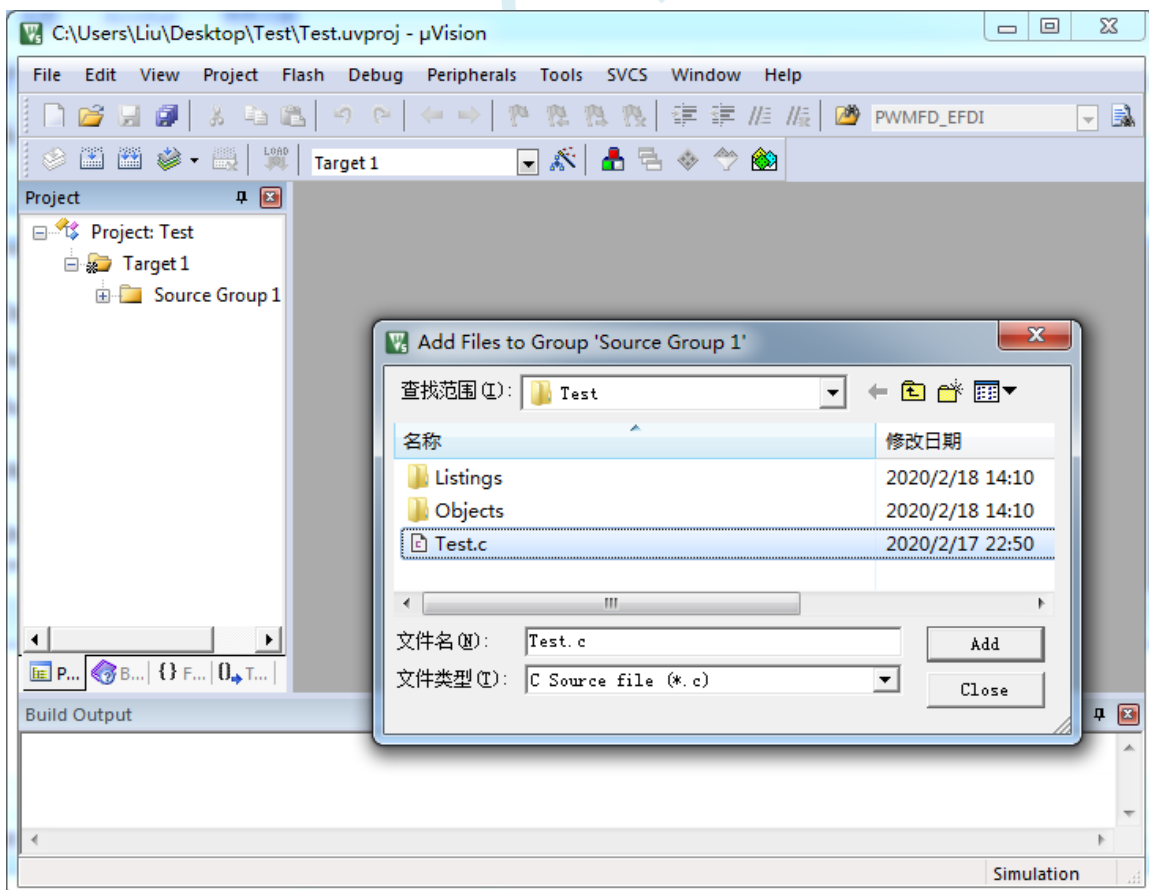 C:\Users\Liu\Desktop\Test\Test.uvproj - µVision
File Edit View Project Flash Debug Peripherals Tools SVCS Window Help
PWMFD_EFDI
LOAD Target 1
Project
Project: Test
Target 1
Source Group 1
Add Files to Group 'Source Group 1'
查找范围(I): Test
名称 修改日期
Listings 2020/2/18 14:10
Objects 2020/2/18 14:10
Test.c 2020/2/17 22:50
文件名(N): Test.c Add
文件类型(T): C Source file (*.c) Close
P... B... {} F... 0 T...
Build Output
Simulation